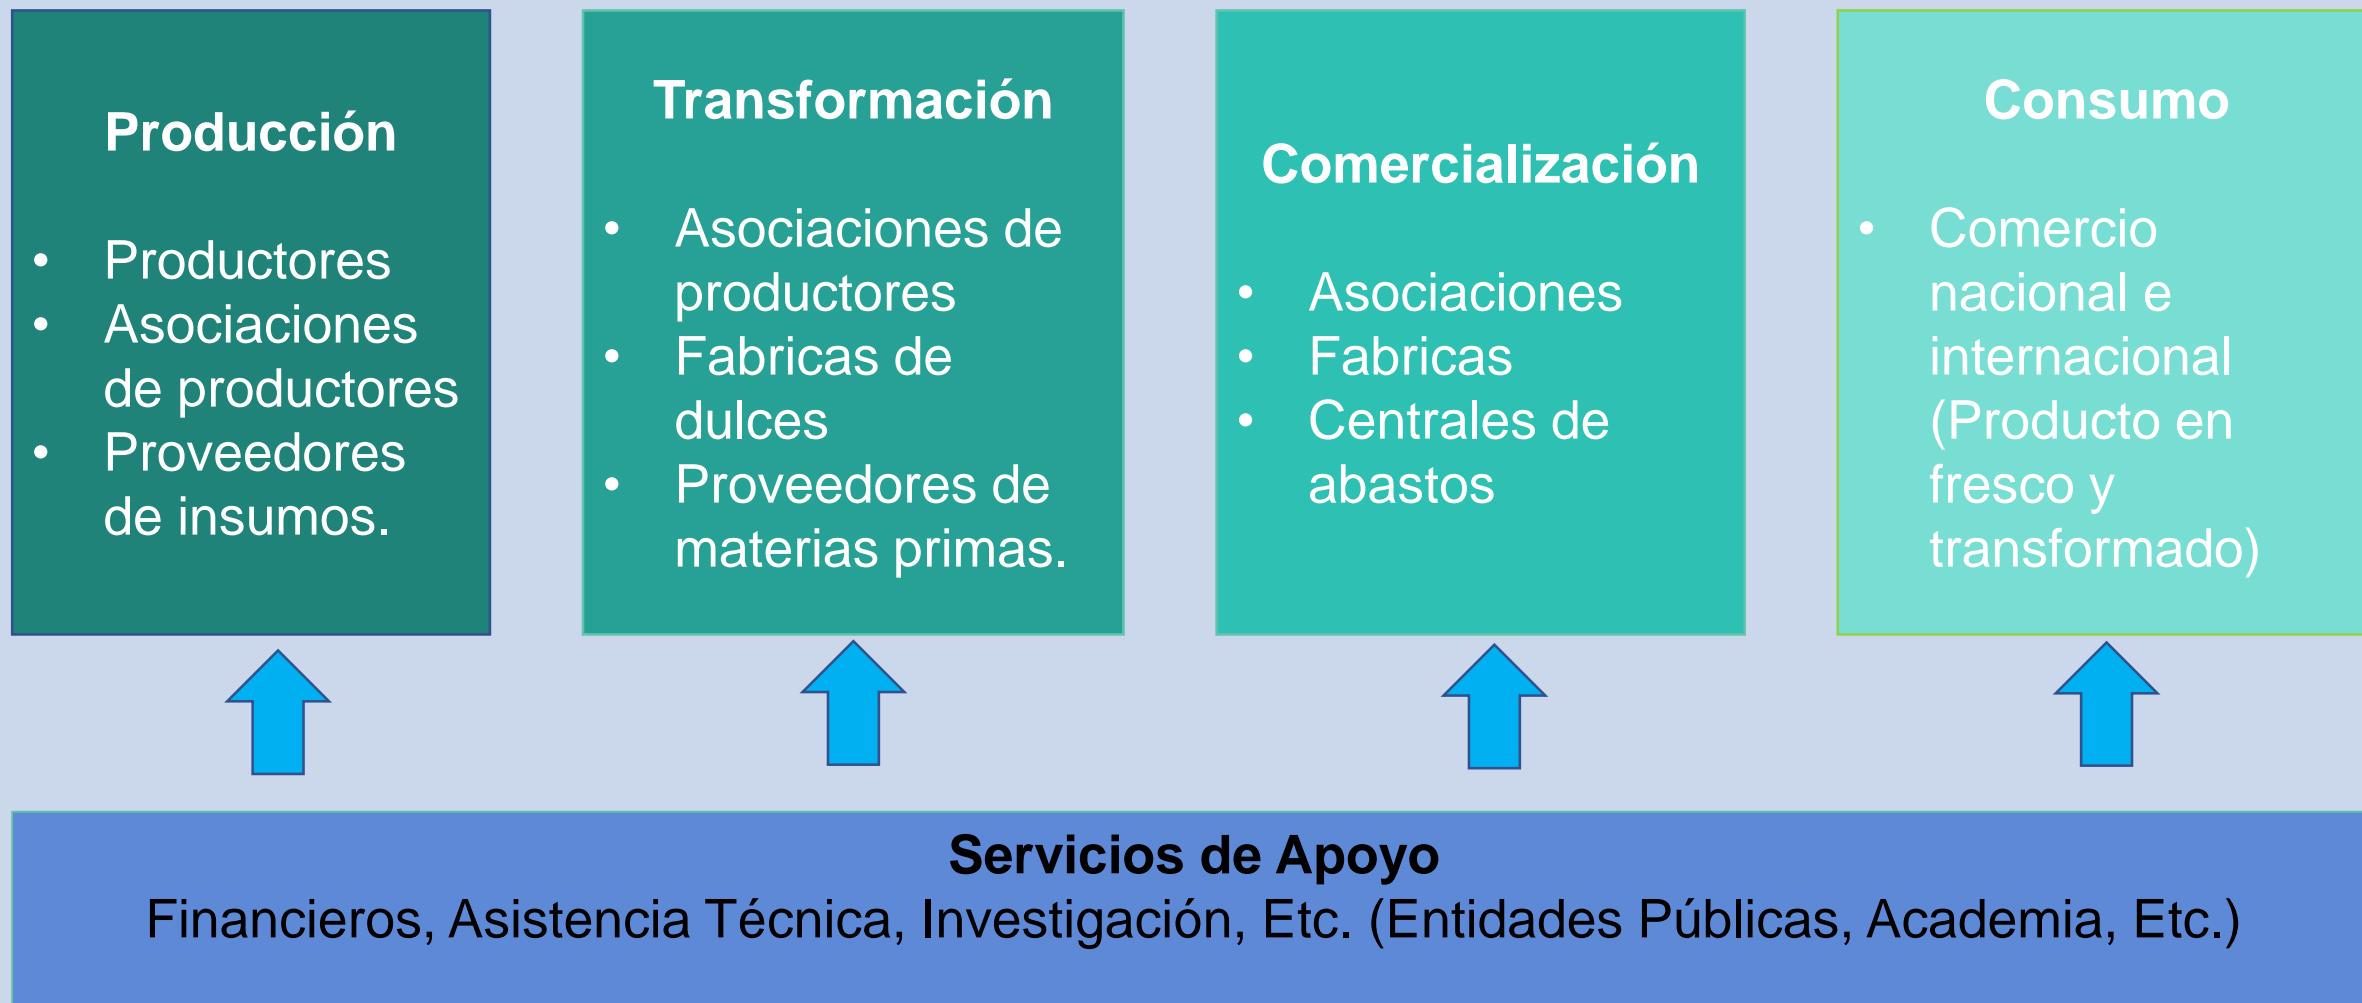 Producción
• Productores
• Asociaciones
de productores
• Proveedores
de insumos.
Transformación
• Asociaciones de
productores
• Fabricas de
dulces
• Proveedores de
materias primas.
Comercialización
• Asociaciones
• Fabricas
• Centrales de
abastos
Consumo
• Comercio
nacional e
internacional
(Producto en
fresco y
transformado)
Servicios de Apoyo
Financieros, Asistencia Técnica, Investigación, Etc. (Entidades Públicas, Academia, Etc.)